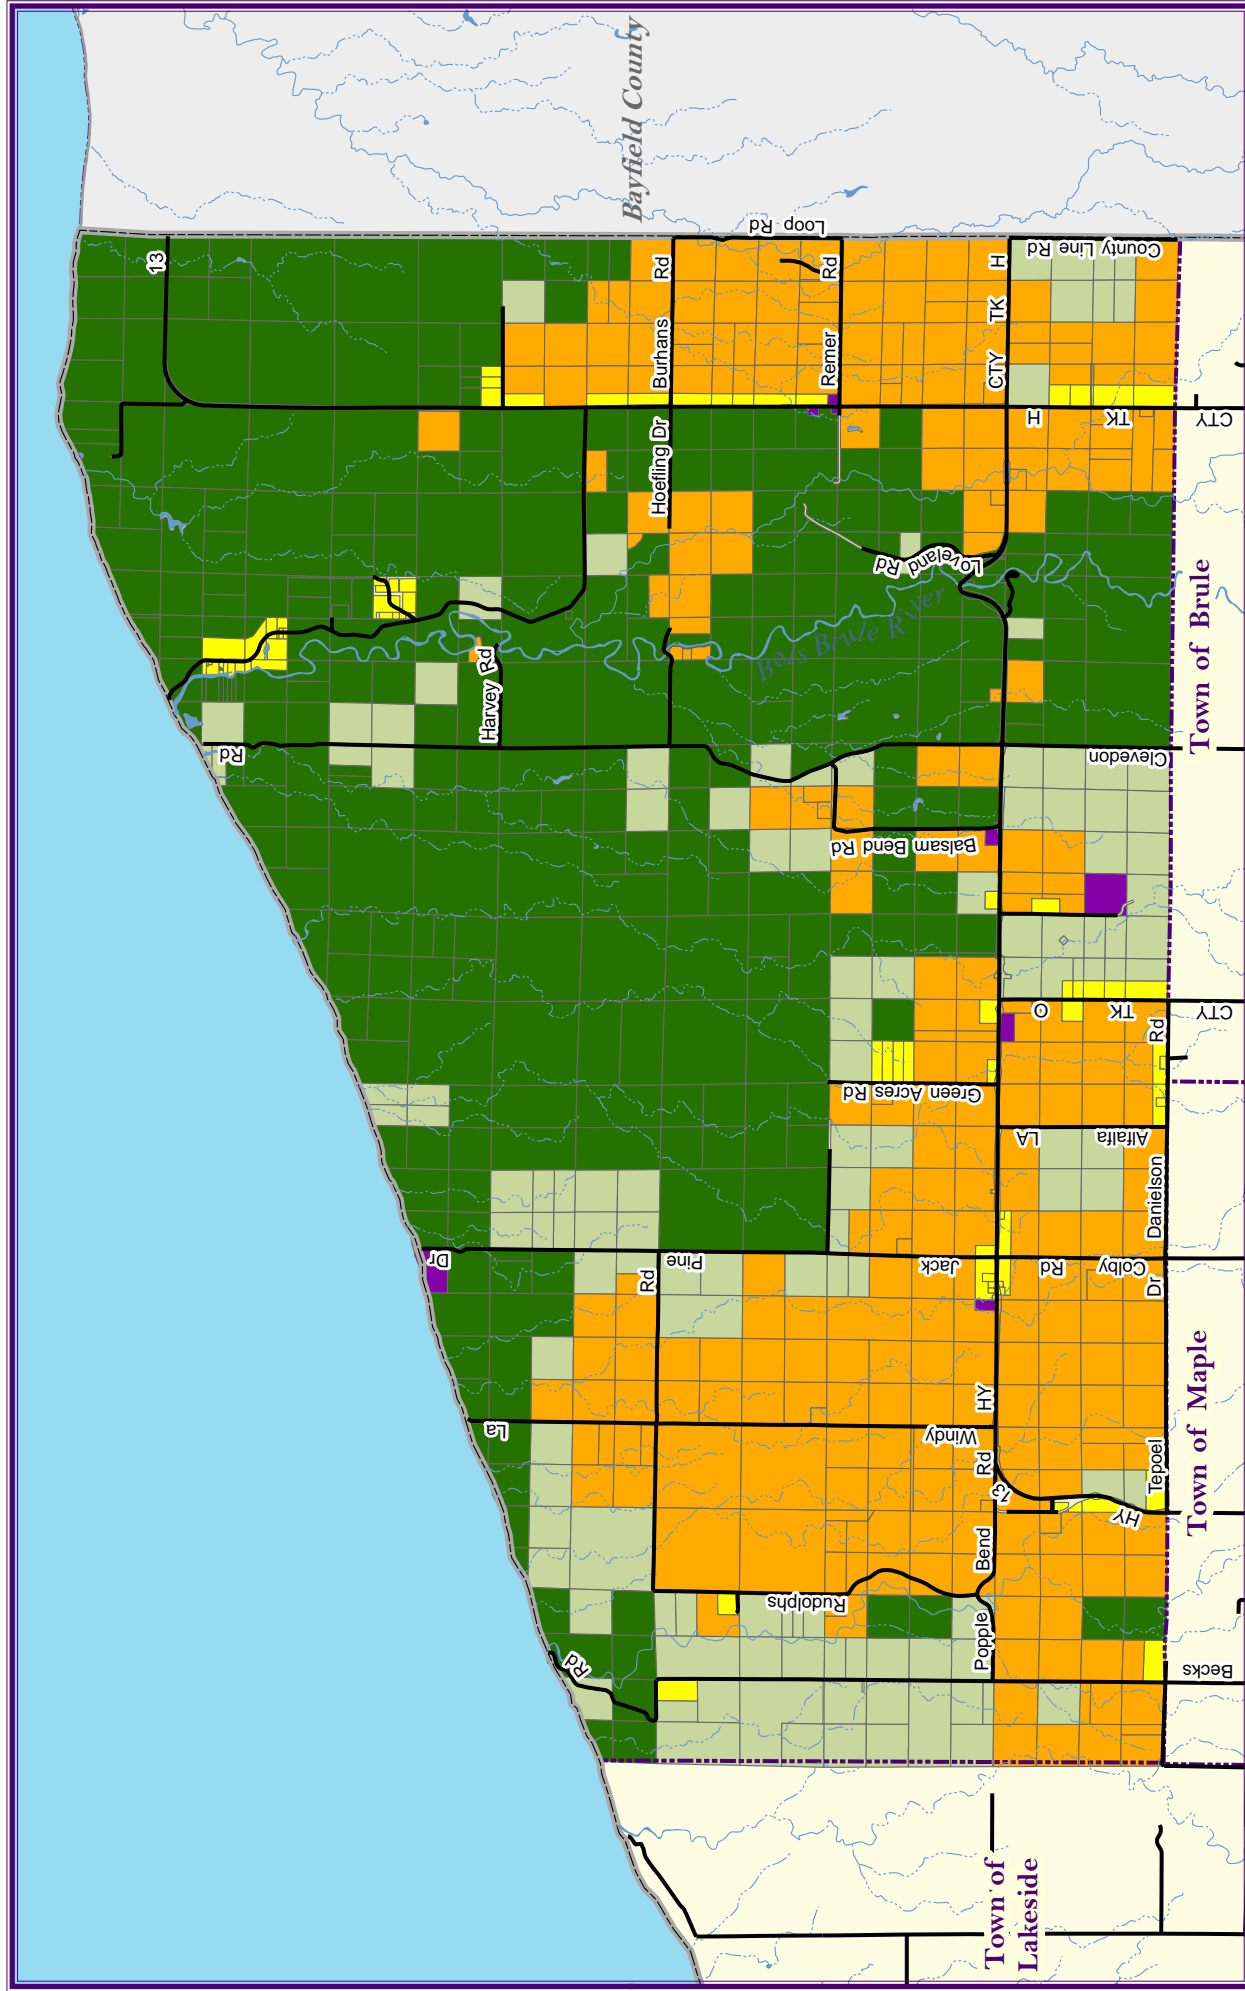 Bayfield County
Loop Rd
13
Burhans Rd
Remer Rd
CTY TK H
County Line Rd
Hoefling Dr
CTY TK H
Loveland Rd
Bois Brule River
Town of Brule
Harvey Rd
Clevedon Rd
Balsam Bend Rd
CTY TK O
Green Acres Rd
Alfalfa LA
Danielson Rd
Jack Pine Dr
Colby Rd
Rd
Tepoel Dr
Town of Maple
Windy La
HY 13
HY
Popple Bend Rd
Rudolphs
Becks Rd
Town of
Lakeside